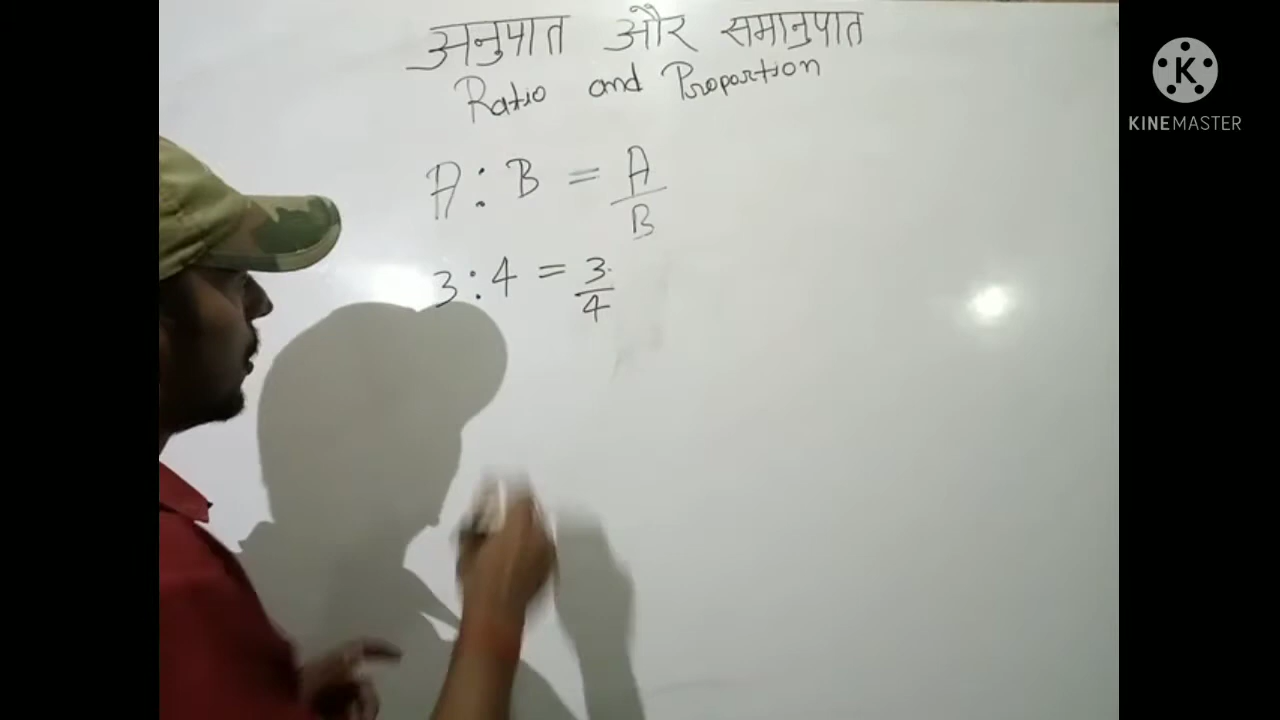 अनुपात और समानुपात
Ratio and Proportion
A : B = A/B
3 : 4 = 3/4
K
KINEMASTER